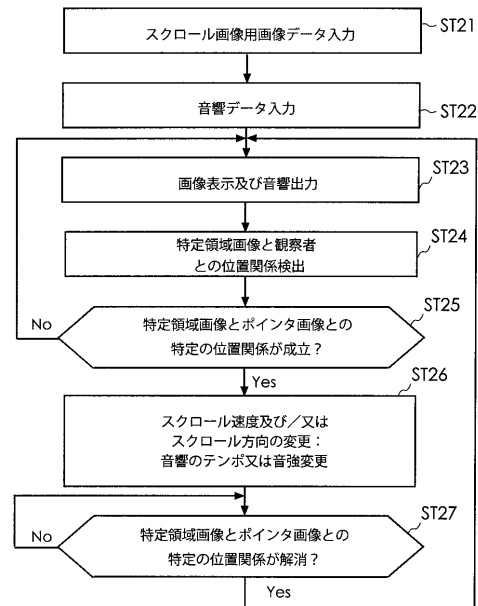 スクロール画像用画像データ入力
ST21
音響データ入力
ST22
画像表示及び音響出力
ST23
特定領域画像と観察者
との位置関係検出
ST24
特定領域画像とポインタ画像との
特定の位置関係が成立？
ST25
No
Yes
スクロール速度及び／又は
スクロール方向の変更：
音響のテンポ又は音強変更
ST26
特定領域画像とポインタ画像との
特定の位置関係が解消？
ST27
No
Yes